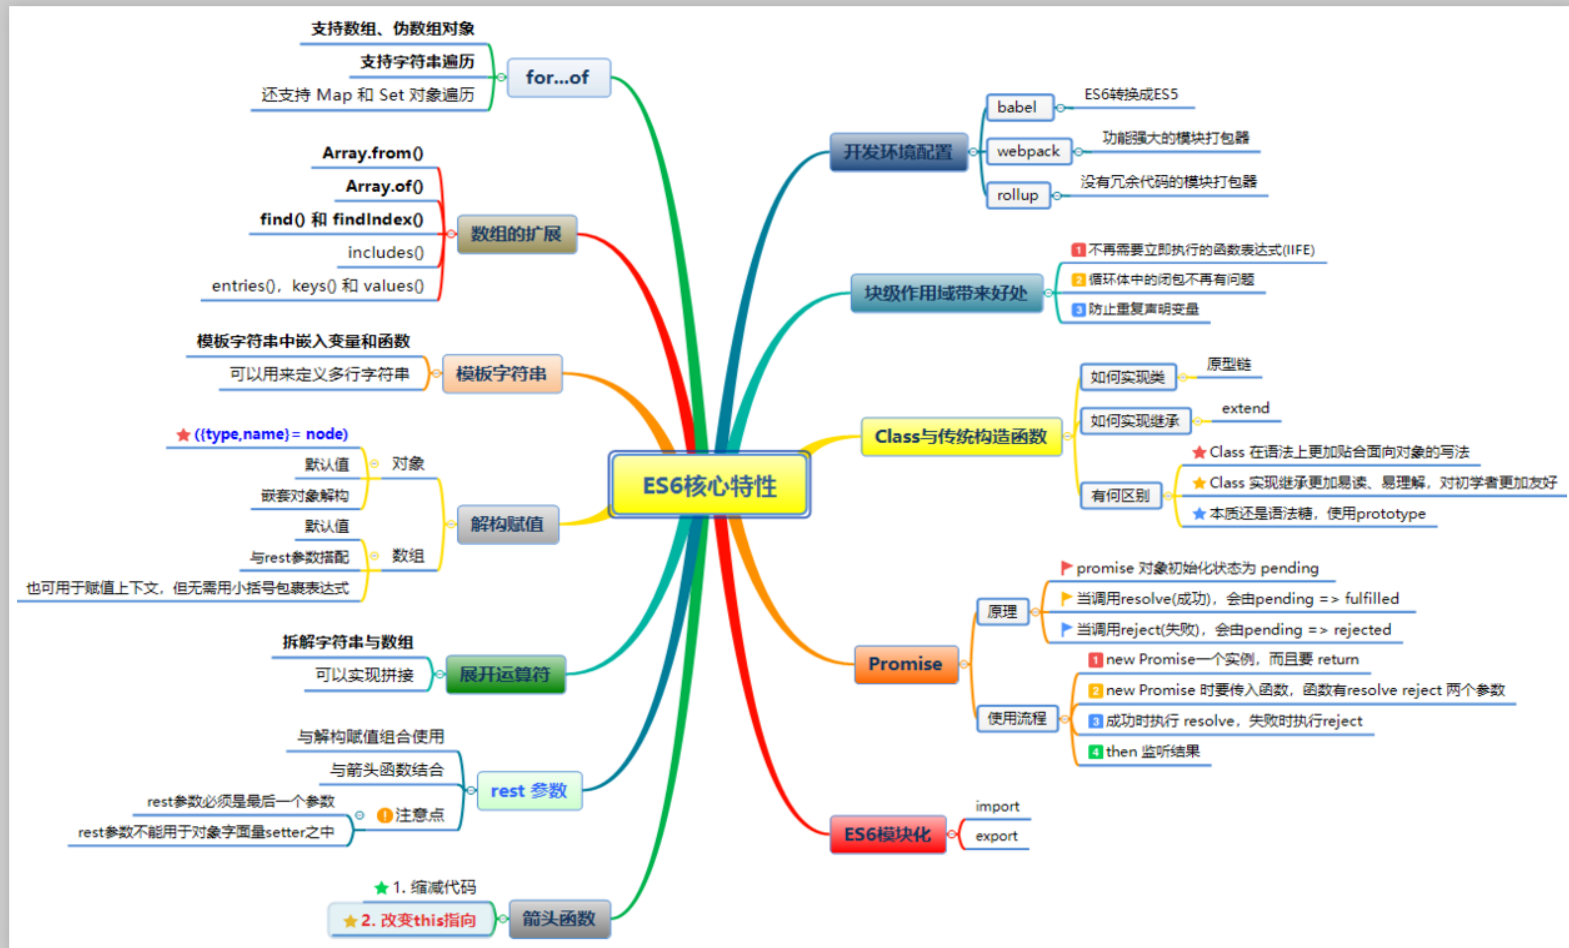 ES6核心特性
开发环境配置
babel
ES6转换成ES5
webpack
功能强大的模块打包器
rollup
没有冗余代码的模块打包器
块级作用域带来好处
1 不再需要立即执行的函数表达式(IIFE)
2 循环体中的闭包不再有问题
3 防止重复声明变量
Class与传统构造函数
如何实现类
原型链
如何实现继承
extend
有何区别
Class 在语法上更加贴合面向对象的写法
Class 实现继承更加易读、易理解，对初学者更加友好
本质还是语法糖，使用prototype
Promise
原理
promise 对象初始化状态为 pending
当调用resolve(成功)，会由pending => fulfilled
当调用reject(失败)，会由pending => rejected
使用流程
1 new Promise一个实例，而且要 return
2 new Promise 时要传入函数，函数有resolve reject 两个参数
3 成功时执行 resolve，失败时执行reject
4 then 监听结果
ES6模块化
import
export
for...of
支持数组、伪数组对象
支持字符串遍历
还支持 Map 和 Set 对象遍历
数组的扩展
Array.from()
Array.of()
find() 和 findIndex()
includes()
entries()，keys() 和 values()
模板字符串
模板字符串中嵌入变量和函数
可以用来定义多行字符串
解构赋值
对象
({type,name}= node)
默认值
嵌套对象解构
数组
默认值
与rest参数搭配
也可用于赋值上下文，但无需用小括号包裹表达式
展开运算符
拆解字符串与数组
可以实现拼接
rest 参数
与解构赋值组合使用
与箭头函数结合
! 注意点
rest参数必须是最后一个参数
rest参数不能用于对象字面量setter之中
箭头函数
1. 缩减代码
2. 改变this指向